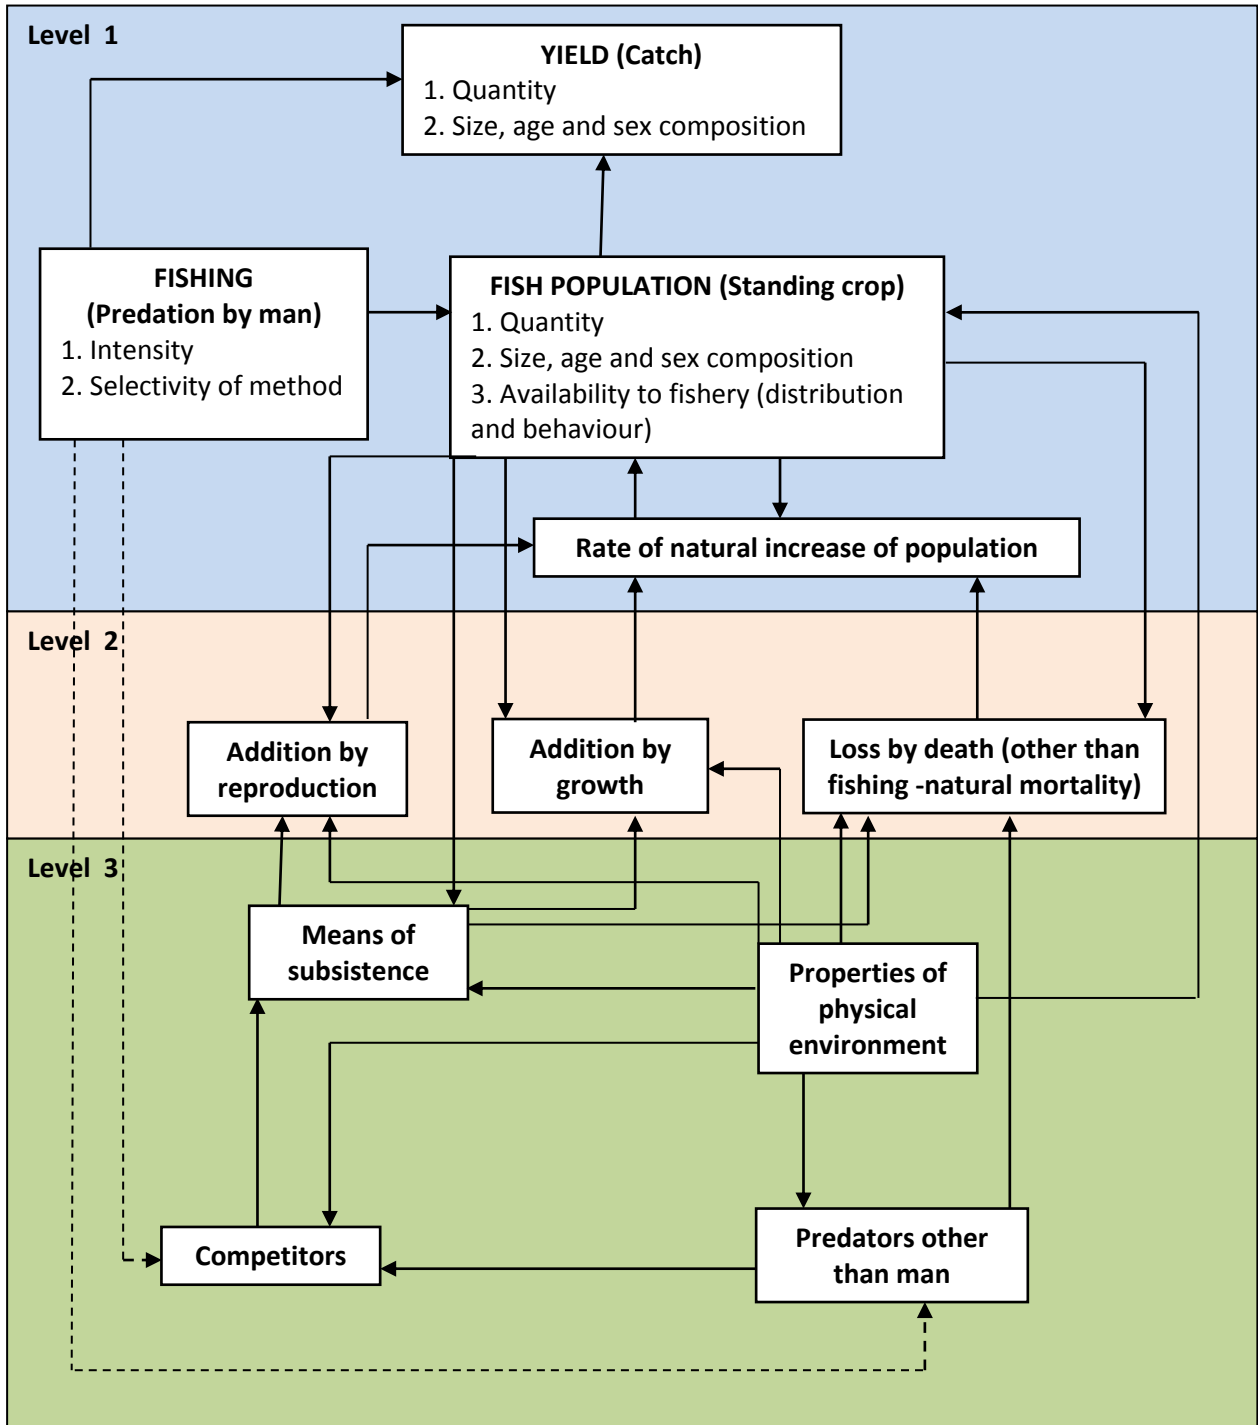 Level 1
YIELD (Catch)
1. Quantity
2. Size, age and sex composition
FISHING
(Predation by man)
1. Intensity
2. Selectivity of method
FISH POPULATION (Standing crop)
1. Quantity
2. Size, age and sex composition
3. Availability to fishery (distribution
and behaviour)
Rate of natural increase of population
Level 2
Addition by
reproduction
Addition by
growth
Loss by death (other than
fishing -natural mortality)
Level 3
Means of
subsistence
Properties of
physical
environment
Competitors
Predators other
than man